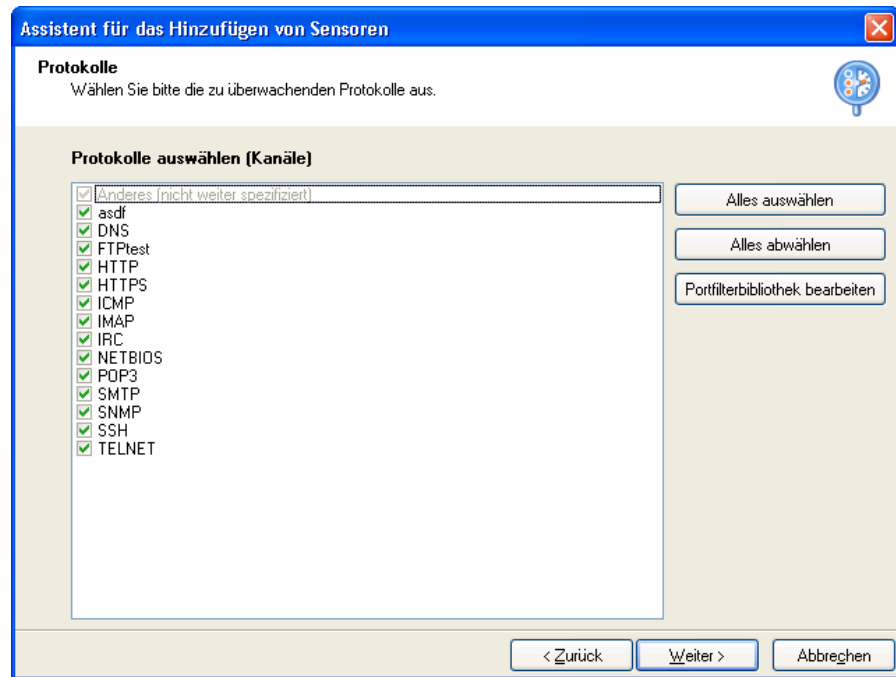 Assistent für das Hinzufügen von Sensoren
Protokolle
Wählen Sie bitte die zu überwachenden Protokolle aus.
Protokolle auswählen (Kanäle)
Anderes (nicht weiter spezifiziert)
asdf
DNS
FTPtest
HTTP
HTTPS
ICMP
IMAP
IRC
NETBIOS
POP3
SMTP
SNMP
SSH
TELNET
Alles auswählen
Alles abwählen
Portfilterbibliothek bearbeiten
< Zurück
Weiter >
Abbrechen